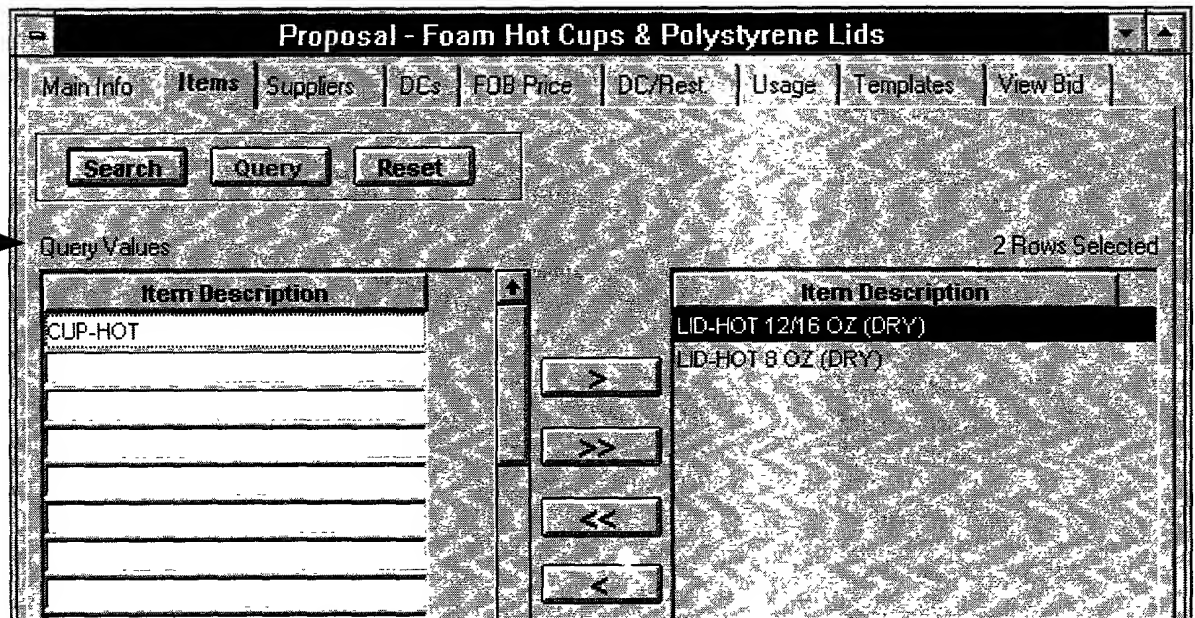 Proposal - Foam Hot Cups & Polystyrene Lids
Main Info Items Suppliers DCs FOB Price DC/Rest. Usage Templates View Bid
Search Query Reset
Query Values 2 Rows Selected
Item Description Item Description
CUP-HOT LID-HOT 12/16 OZ (DRY)
LID-HOT 8 OZ (DRY)
>
>>
<<
<